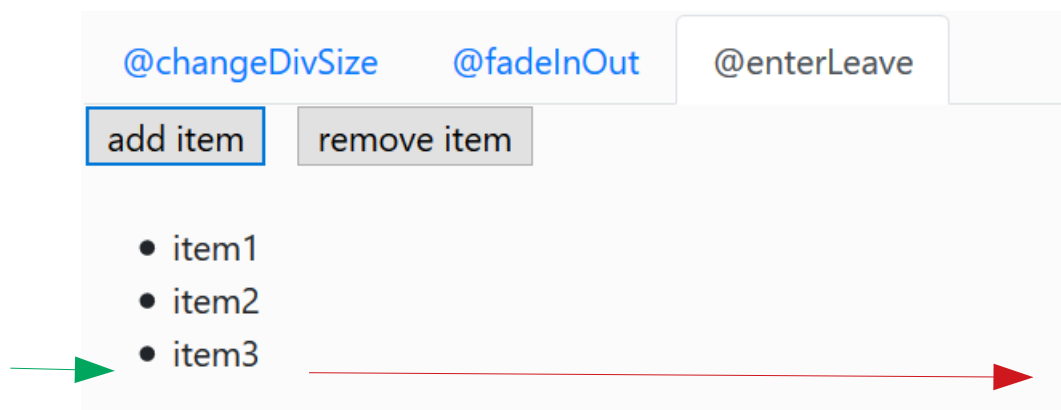 @changeDivSize @fadeInOut @enterLeave
add item remove item
item1
item2
item3